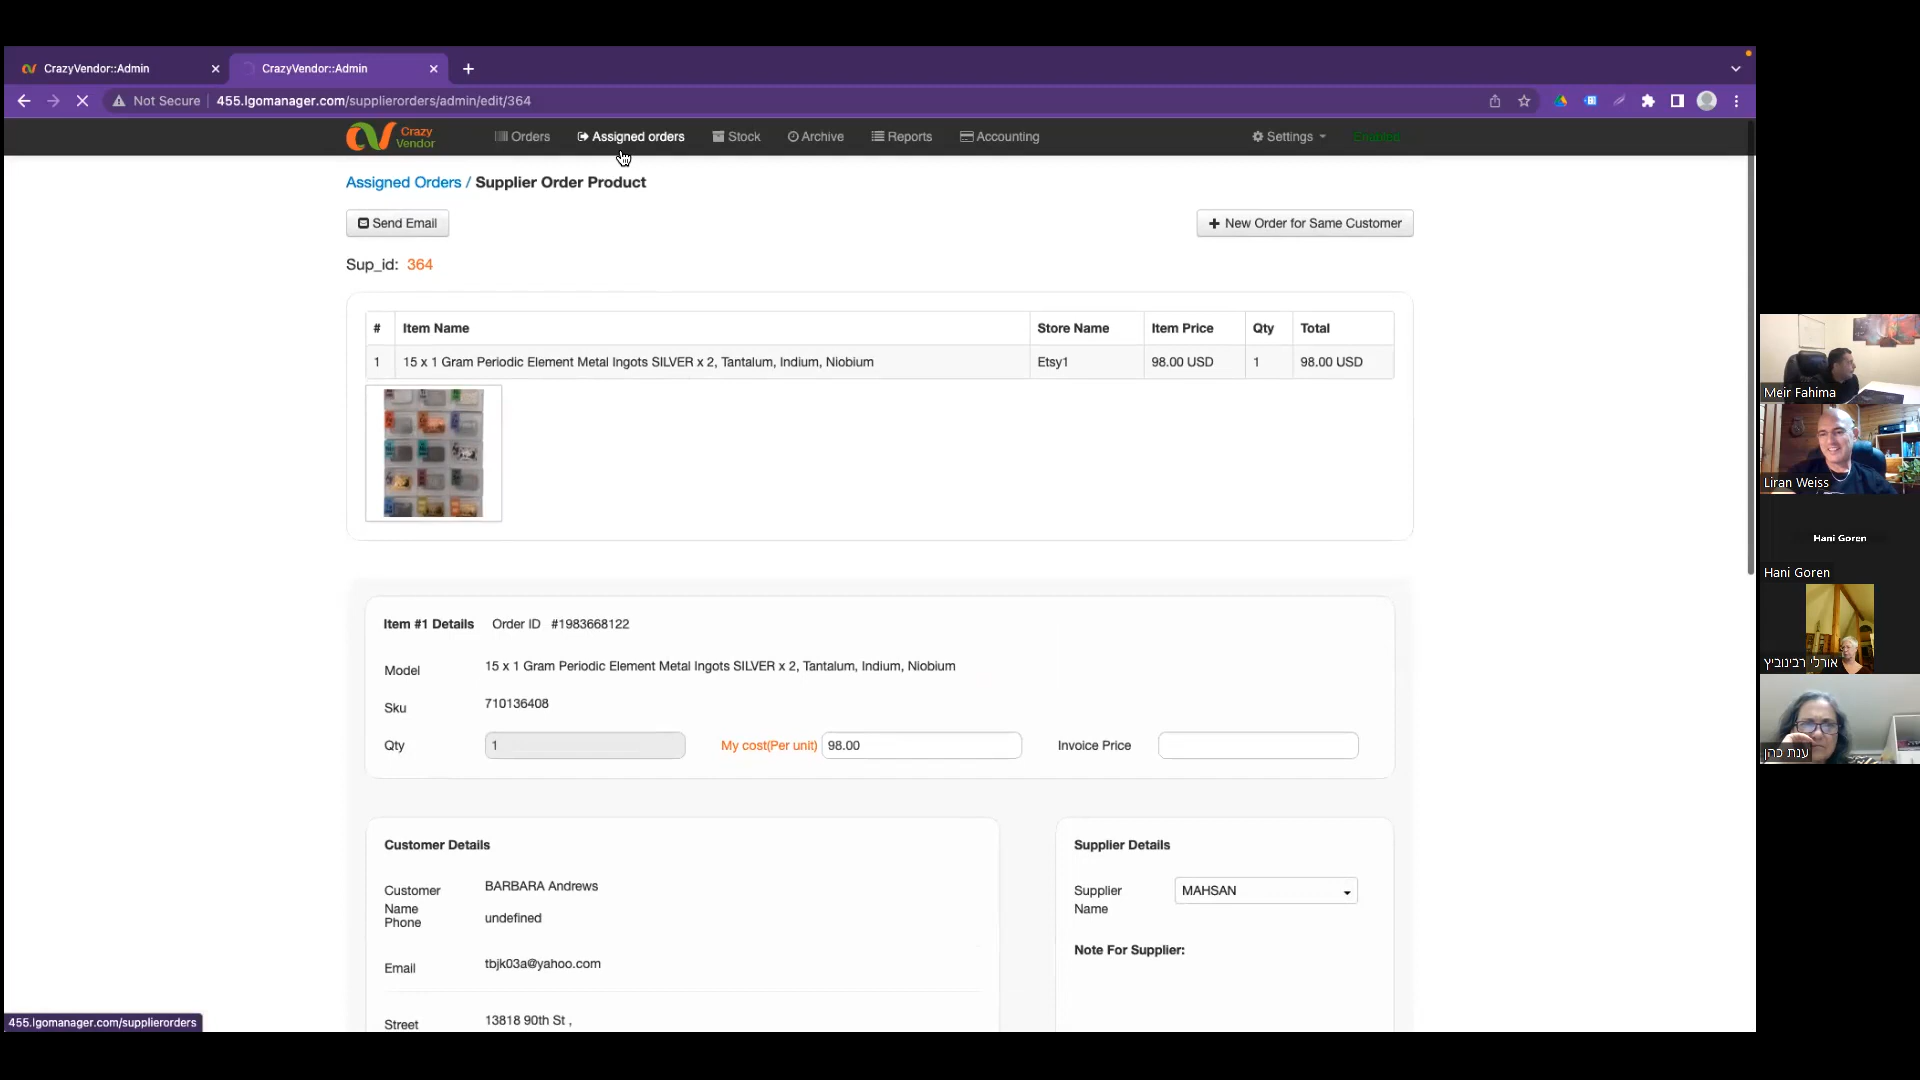 CrazyVendor::Admin
CrazyVendor::Admin
Not Secure
455.lgomanager.com/supplierorders/admin/edit/364
Crazy Vendor
Orders
Assigned orders
Stock
Archive
Reports
Accounting
Settings
Enabled
Assigned Orders / Supplier Order Product
Send Email
New Order for Same Customer
Sup_id: 364
# Item Name Store Name Item Price Qty Total
1 15 x 1 Gram Periodic Element Metal Ingots SILVER x 2, Tantalum, Indium, Niobium Etsy1 98.00 USD 1 98.00 USD
Item #1 Details Order ID #1983668122
Model 15 x 1 Gram Periodic Element Metal Ingots SILVER x 2, Tantalum, Indium, Niobium
Sku 710136408
Qty 1 My cost(Per unit) 98.00 Invoice Price
Customer Details
Customer Name BARBARA Andrews
Phone undefined
Email tbjk03a@yahoo.com
Street 13818 90th St ,
Supplier Details
Supplier Name MAHSAN
Note For Supplier:
455.lgomanager.com/supplierorders
Meir Fahima
Liran Weiss
Hani Goren
Hani Goren
אורלי רבינוביץ
ענת כהן